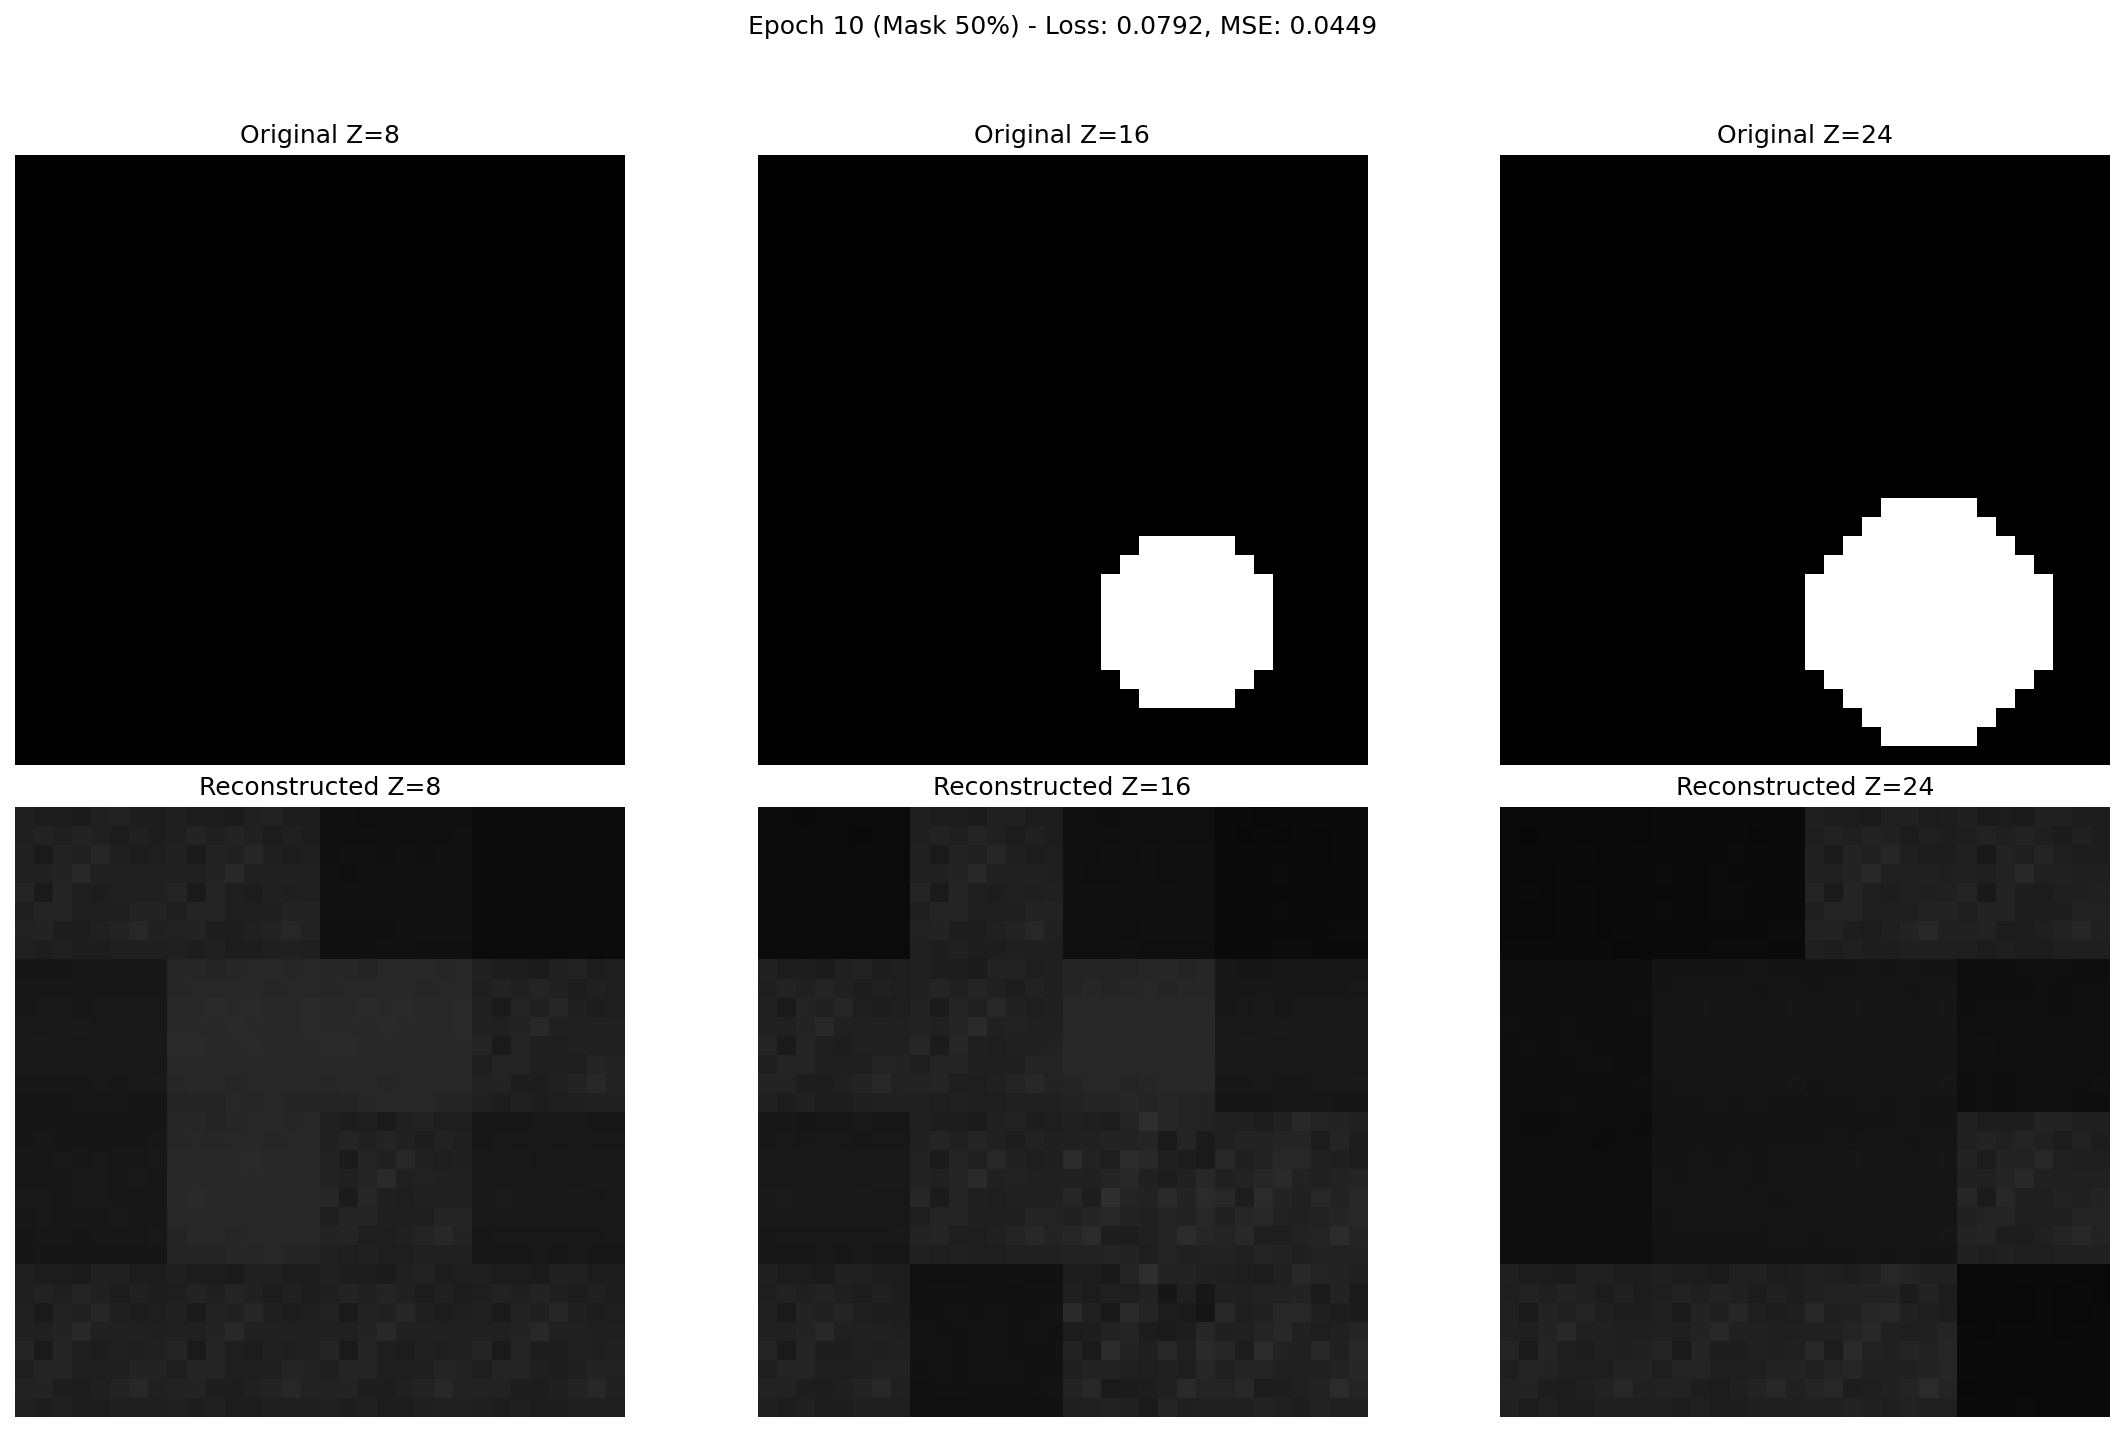 Epoch 10 (Mask 50%) - Loss: 0.0792, MSE: 0.0449
Original Z=8
Original Z=16
Original Z=24
Reconstructed Z=8
Reconstructed Z=16
Reconstructed Z=24